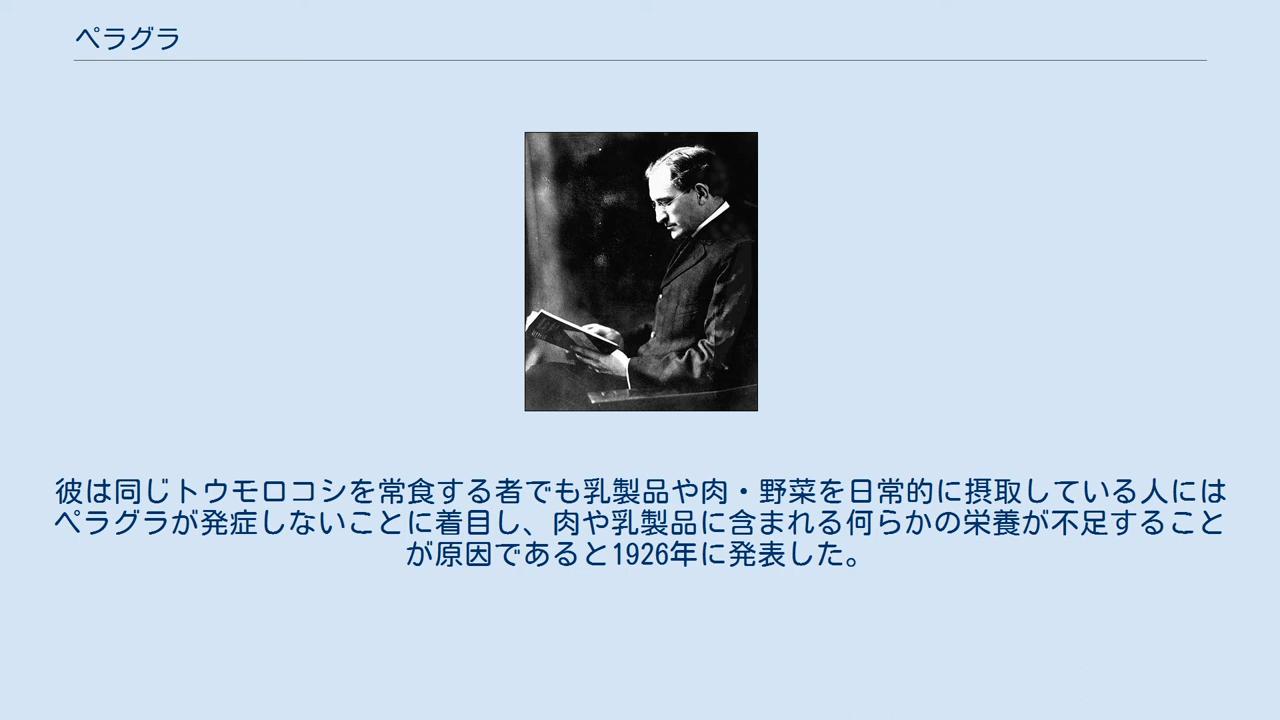 ペラグラ
彼は同じトウモロコシを常食する者でも乳製品や肉・野菜を日常的に摂取している人には
ペラグラが発症しないことに着目し、肉や乳製品に含まれる何らかの栄養が不足すること
が原因であると1926年に発表した。